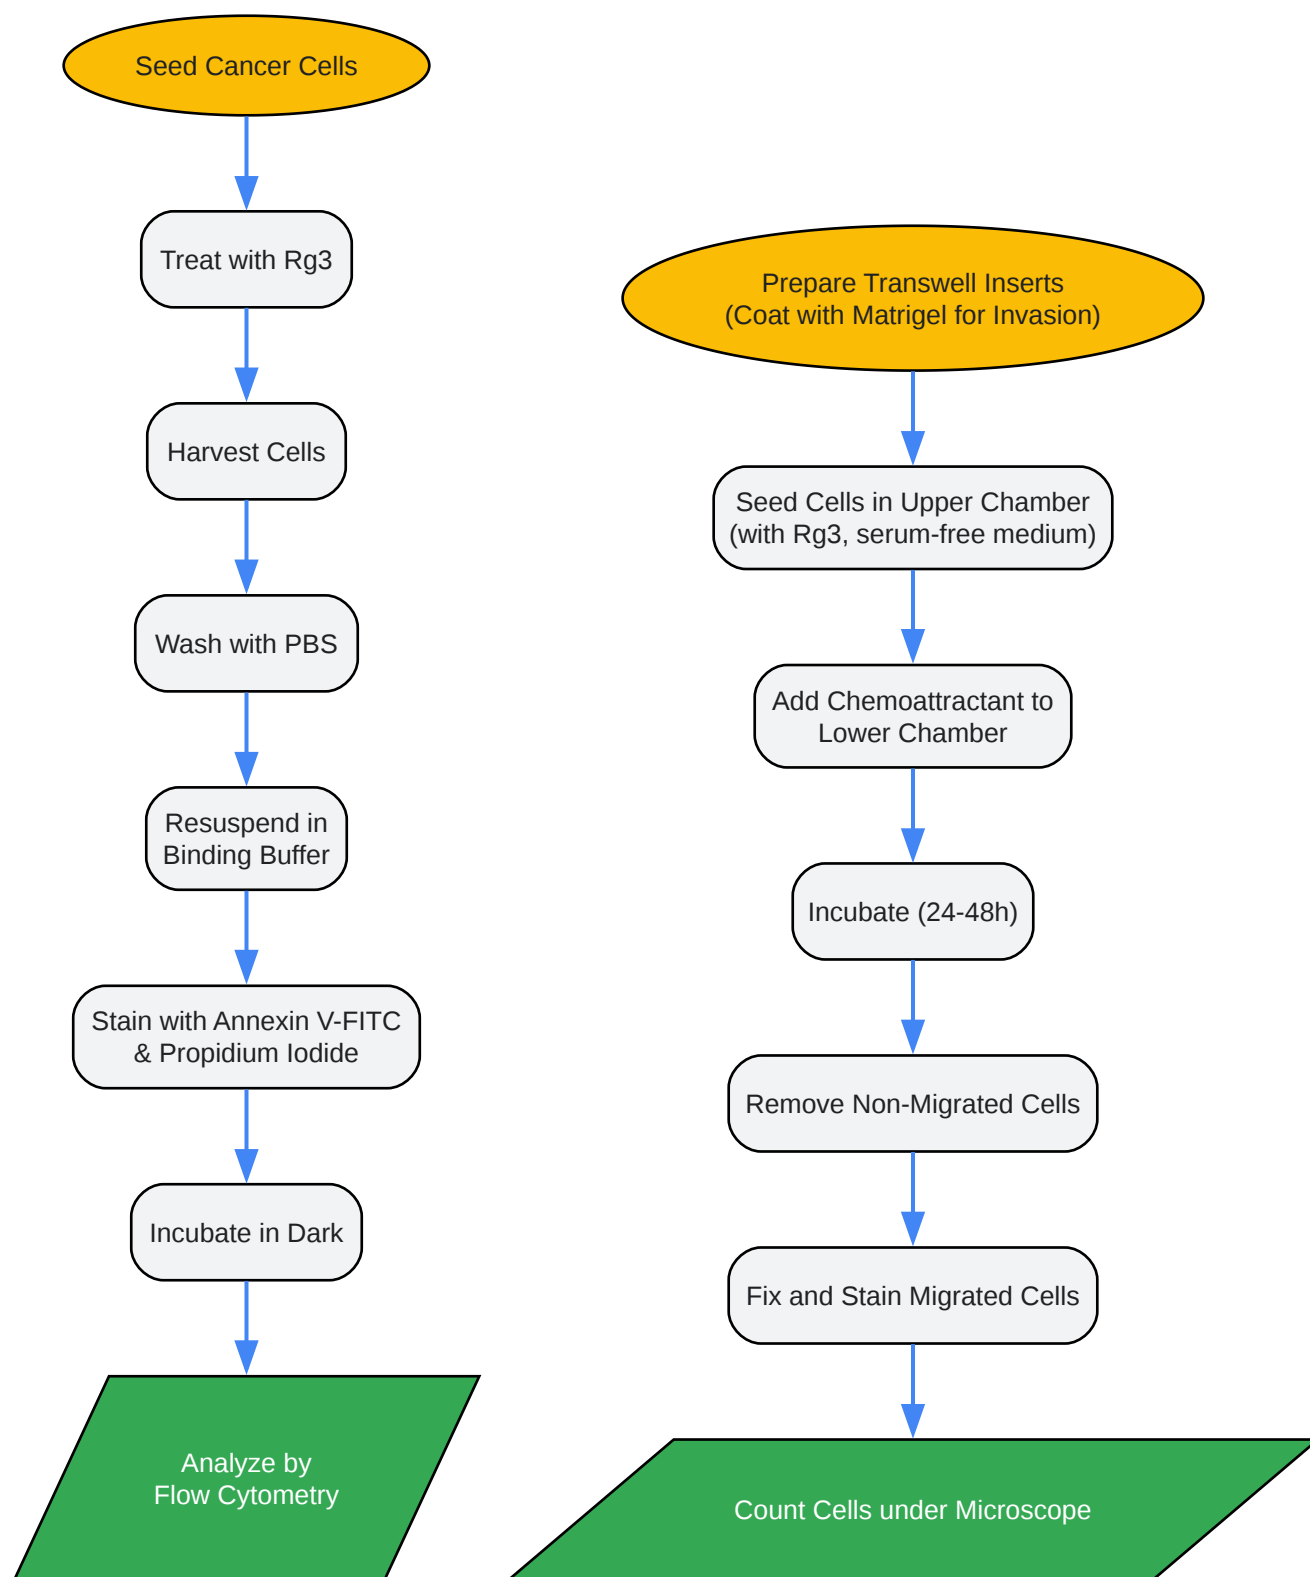 Seed Cancer Cells
Treat with Rg3
Harvest Cells
Wash with PBS
Resuspend in
Binding Buffer
Stain with Annexin V-FITC
& Propidium Iodide
Incubate in Dark
Analyze by
Flow Cytometry
Prepare Transwell Inserts
(Coat with Matrigel for Invasion)
Seed Cells in Upper Chamber
(with Rg3, serum-free medium)
Add Chemoattractant to
Lower Chamber
Incubate (24-48h)
Remove Non-Migrated Cells
Fix and Stain Migrated Cells
Count Cells under Microscope